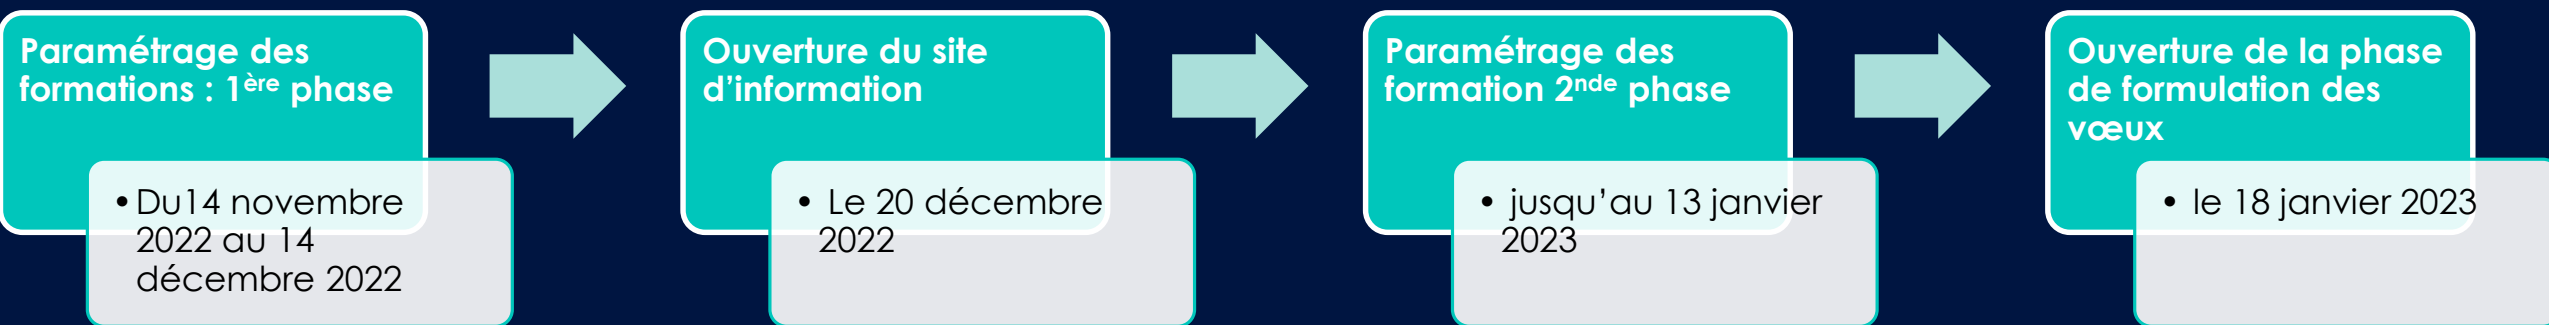 Paramétrage des
formations : 1ère phase
•Du14 novembre
2022 au 14
décembre 2022
Ouverture du site
d’information
• Le 20 décembre
2022
Paramétrage des
formation 2nde phase
• jusqu’au 13 janvier
2023
Ouverture de la phase
de formulation des
vœux
• le 18 janvier 2023